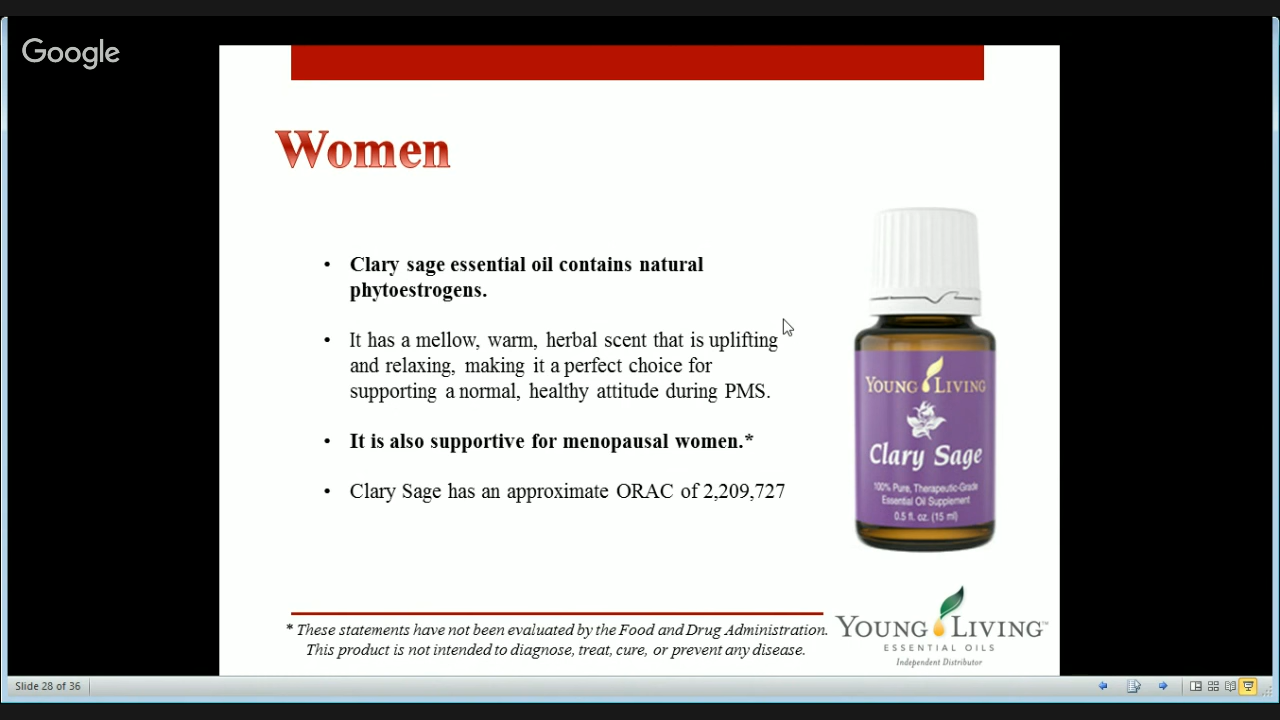 Google
Women
• Clary sage essential oil contains natural
phytoestrogens.
• It has a mellow, warm, herbal scent that is uplifting
and relaxing, making it a perfect choice for
supporting a normal, healthy attitude during PMS.
• It is also supportive for menopausal women.*
• Clary Sage has an approximate ORAC of 2,209,727
YOUNG LIVING
Clary Sage
100% Pure, Therapeutic-Grade
Essential Oil Supplement
0.5 fl. oz. (15 ml)
* These statements have not been evaluated by the Food and Drug Administration.
This product is not intended to diagnose, treat, cure, or prevent any disease.
YOUNG LIVING™
ESSENTIAL OILS
Independent Distributor
Slide 28 of 36